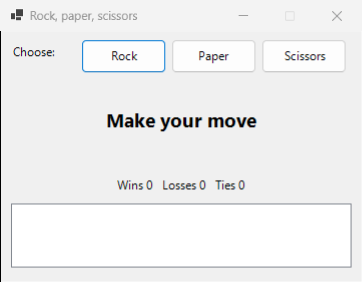 Rock, paper, scissors
Choose: Rock Paper Scissors
Make your move
Wins 0 Losses 0 Ties 0